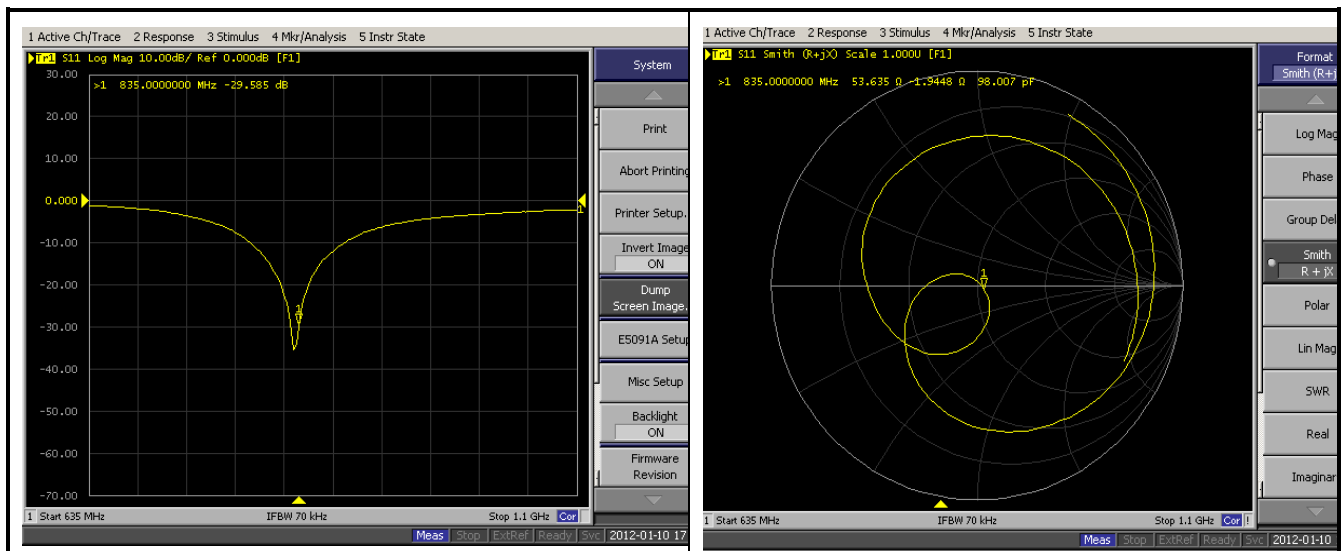 1 Active Ch/Trace 2 Response 3 Stimulus 4 Mkr/Analysis 5 Instr State
Tr1 S11 Log Mag 10.00dB/ Ref 0.000dB [F1]
>1 835.0000000 MHz -29.585 dB
30.00
20.00
10.00
0.000
-10.00
-20.00
-30.00
-40.00
-50.00
-60.00
-70.00
1
1
1 Start 635 MHz IFBW 70 kHz Stop 1.1 GHz Cor
System
Print
Abort Printing
Printer Setup.
Invert Image
ON
Dump
Screen Image.
E5091A Setup
Misc Setup
Backlight
ON
Firmware
Revision
Meas Stop ExtRef Ready Svc 2012-01-10 17
1 Active Ch/Trace 2 Response 3 Stimulus 4 Mkr/Analysis 5 Instr State
Tr1 S11 Smith (R+jX) Scale 1.000U [F1]
>1 835.0000000 MHz 53.635 Ω -1.9448 Ω 98.007 pF
1
1 Start 635 MHz IFBW 70 kHz Stop 1.1 GHz Cor !
Format
Smith (R+j
Log Mag
Phase
Group Del
Smith
R + jX
Polar
Lin Mag
SWR
Real
Imaginar
Meas Stop ExtRef Ready Svc 2012-01-10